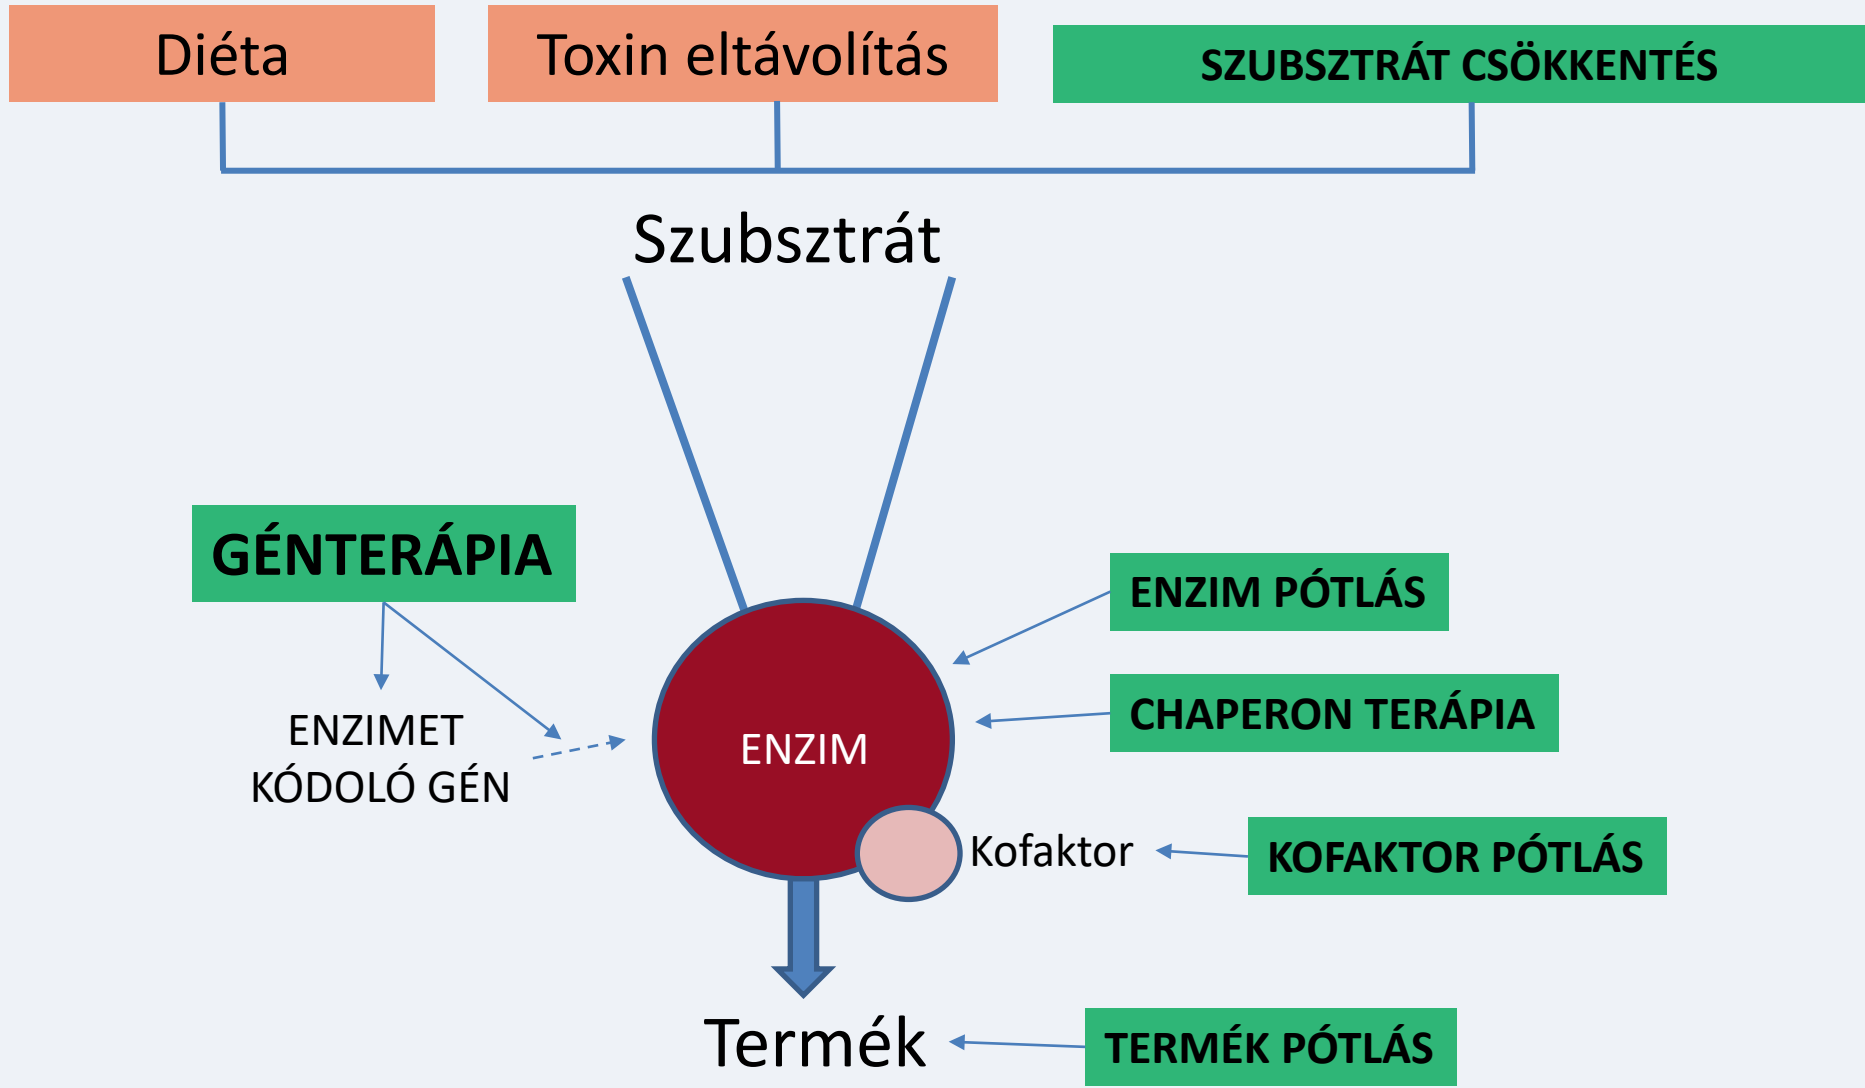 Diéta
Toxin eltávolítás
SZUBSZTRÁT CSÖKKENTÉS
Szubsztrát
GÉNTERÁPIA
ENZIM PÓTLÁS
CHAPERON TERÁPIA
ENZIMET
KÓDOLÓ GÉN
ENZIM
Kofaktor
KOFAKTOR PÓTLÁS
Termék
TERMÉK PÓTLÁS